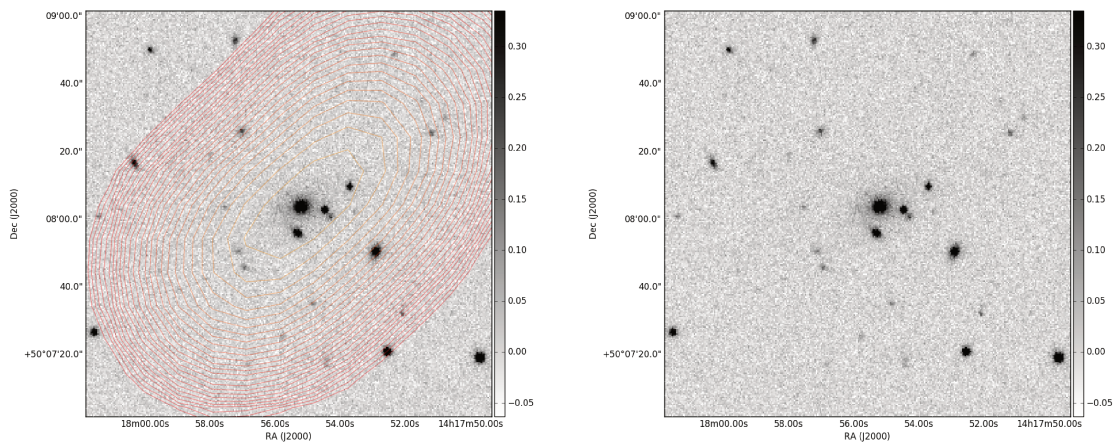 09'00.0"
40.0"
20.0"
08'00.0"
40.0"
+50°07'20.0"
Dec (J2000)
18m00.00s
58.00s
56.00s
54.00s
52.00s
14h17m50.00s
RA (J2000)
0.30
0.25
0.20
0.15
0.10
0.05
0.00
−0.05
09'00.0"
40.0"
20.0"
08'00.0"
40.0"
+50°07'20.0"
Dec (J2000)
18m00.00s
58.00s
56.00s
54.00s
52.00s
14h17m50.00s
RA (J2000)
0.30
0.25
0.20
0.15
0.10
0.05
0.00
−0.05